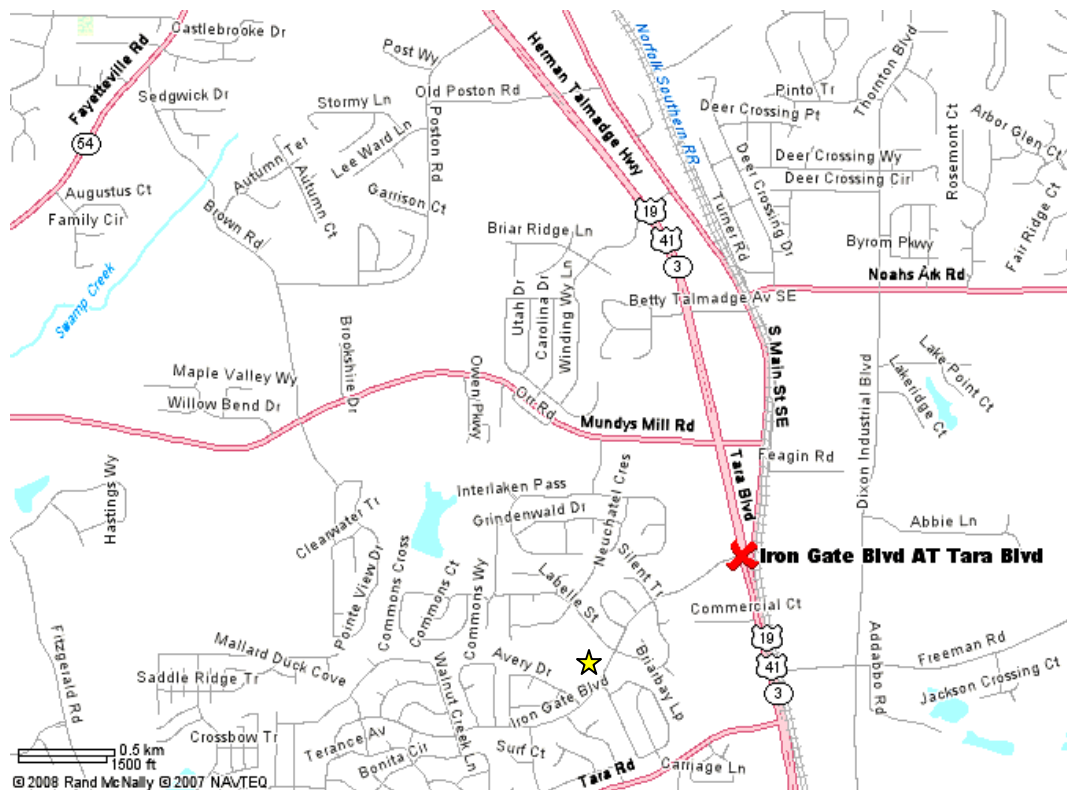 Castlebrooke Dr
Fayetteville Rd
Post Wy
Herman Talmadge Hwy
Norfolk Southern RR
Thornton Blvd
Sedgwick Dr
Stormy Ln
Old Poston Rd
Pinto Tr
Deer Crossing Pt
54
Lee Ward Ln
Poston Rd
Rosemont Ct
Arbor Glen Ct
Autumn Ter
Autumn Ct
Deer Crossing Wy
Deer Crossing Cir
Augustus Ct
Garrison Ct
Deer Crossing Dr
Fair Ridge Ct
Family Cir
Brown Rd
19
Turner Rd
Briar Ridge Ln
41
Byrom Pkwy
3
Noahs Ark Rd
Swamp Creek
Utah Dr
Carolina Dr
Winding Wy Ln
Betty Talmadge Av SE
Brookshire Dr
S Main St SE
Maple Valley Wy
Owen Pkwy
Lake Point Ct
Lakeridge Ct
Willow Bend Dr
Orr Rd
Mundys Mill Rd
Dixon Industrial Blvd
Feagin Rd
Tara Blvd
Hastings Wy
Interlaken Pass
Grindenwald Dr
Neuchatel Cres
Clearwater Tr
Abbie Ln
Iron Gate Blvd AT Tara Blvd
Silent Tr
Pointe View Dr
Commons Cross
Commons Ct
Commons Wy
Labelle St
Commercial Ct
Fitzgerald Rd
Mallard Duck Cove
19
Addabbo Rd
Freeman Rd
Saddle Ridge Tr
Walnut Creek Ln
Avery Dr
Briarbay Lp
41
Jackson Crossing Ct
3
Iron Gate Blvd
Crossbow Tr
Terance Av
Bonita Cir
Surf Ct
Tara Rd
Carriage Ln
0.5 km
1500 ft
© 2008 Rand McNally © 2007 NAVTEQ